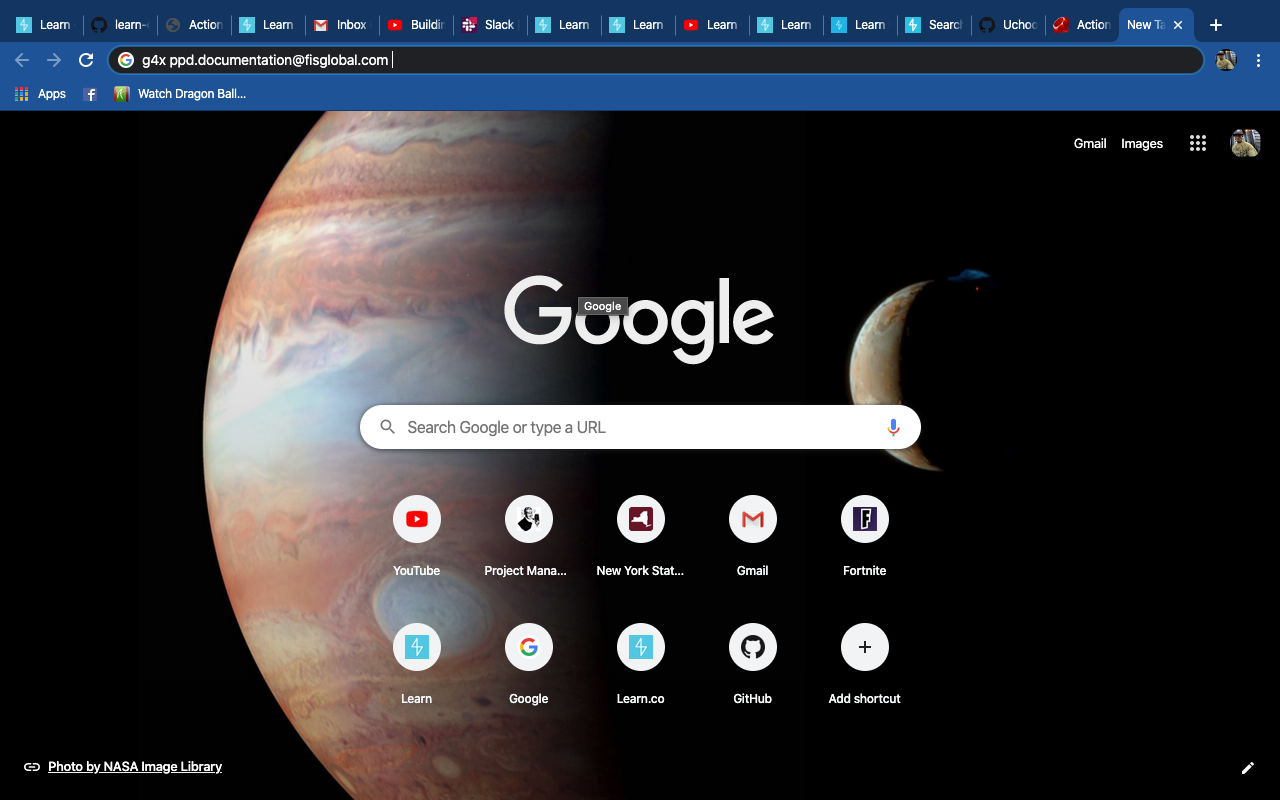 Learn
learn-
Action
Learn
Inbox
Buildin
Slack
Learn
Learn
Learn
Learn
Learn
Search
Uchoo
Action
New Ta
g4x ppd.documentation@fisglobal.com
Apps
Watch Dragon Ball...
Gmail
Images
Google
Google
Search Google or type a URL
YouTube
Project Mana...
New York Stat...
Gmail
Fortnite
Learn
Google
Learn.co
GitHub
Add shortcut
Photo by NASA Image Library